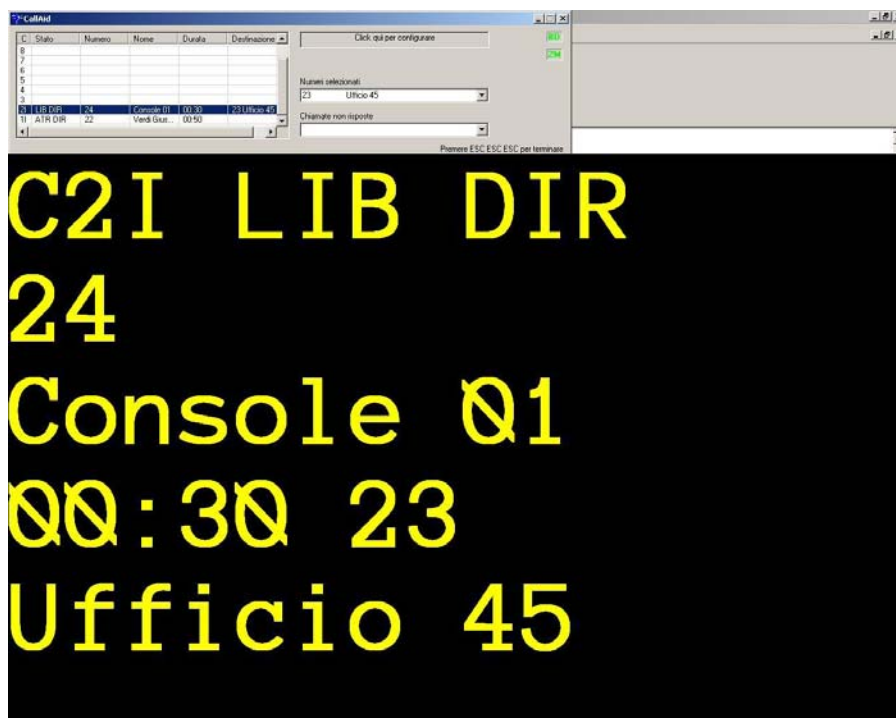 CallAid
C Stato Numero Nome Durata Destinazione
8
7
6
5
4
3
2I LIB DIR 24 Console 01 00:30 23 Ufficio 45
1I ATR DIR 22 Verdi Gius... 00:50
Click qui per configurare
Numeri selezionati
23 Ufficio 45
Chiamate non risposte
Premere ESC ESC ESC per terminare
C2I LIB DIR
24
Console 01
00:30 23
Ufficio 45